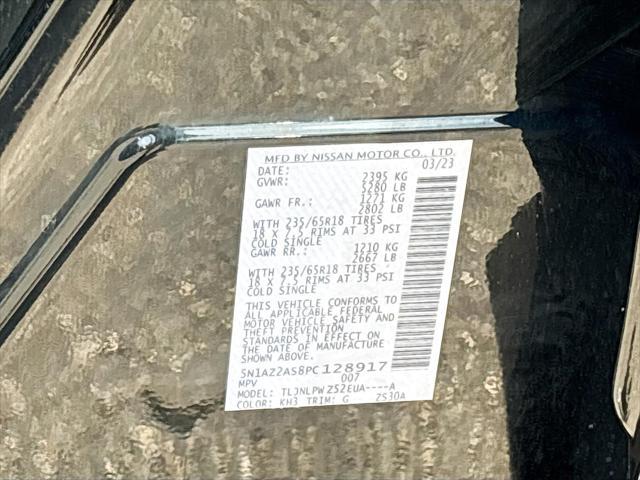 MFD BY NISSAN MOTOR CO., LTD.
DATE: 03/23
GVWR: 2395 KG
5280 LB
GAWR FR.: 1271 KG
2802 LB
WITH 235/65R18 TIRES
18 X 7.5 RIMS AT 33 PSI
COLD SINGLE
GAWR RR.: 1210 KG
2667 LB
WITH 235/65R18 TIRES
18 X 7.5 RIMS AT 33 PSI
COLD SINGLE
THIS VEHICLE CONFORMS TO
ALL APPLICABLE FEDERAL
MOTOR VEHICLE SAFETY AND
THEFT PREVENTION
STANDARDS IN EFFECT ON
THE DATE OF MANUFACTURE
SHOWN ABOVE.
5N1AZ2AS8PC128917
MPV 007
MODEL: TLJNLPWZS2EUA----A
COLOR: KH3 TRIM: G ZS30A